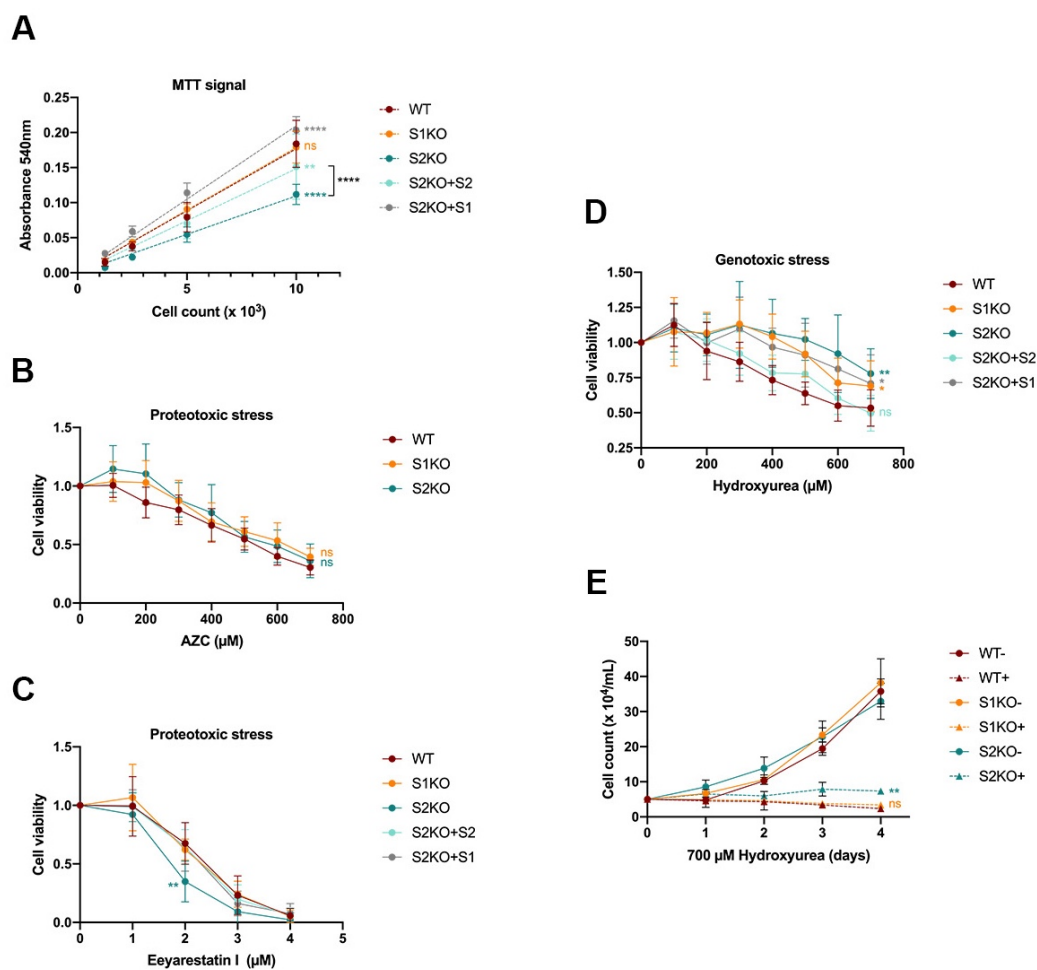 A
MTT signal
Absorbance 540nm
0.25
0.20
0.15
0.10
0.05
0.00
0
5
10
Cell count (x 10³)
WT
S1KO
S2KO
S2KO+S2
S2KO+S1
****
ns
**
****
****
B
Proteotoxic stress
Cell viability
1.5
1.0
0.5
0.0
0
200
400
600
800
AZC (µM)
WT
S1KO
S2KO
ns
ns
C
Proteotoxic stress
Cell viability
1.5
1.0
0.5
0.0
0
1
2
3
4
5
Eeyarestatin I (µM)
WT
S1KO
S2KO
S2KO+S2
S2KO+S1
**
D
Genotoxic stress
Cell viability
1.50
1.25
1.00
0.75
0.50
0.25
0
200
400
600
800
Hydroxyurea (µM)
WT
S1KO
S2KO
S2KO+S2
S2KO+S1
**
*
*
ns
E
Cell count (x 10⁴/mL)
50
40
30
20
10
0
0
1
2
3
4
700 µM Hydroxyurea (days)
WT-
WT+
S1KO-
S1KO+
S2KO-
S2KO+
**
ns